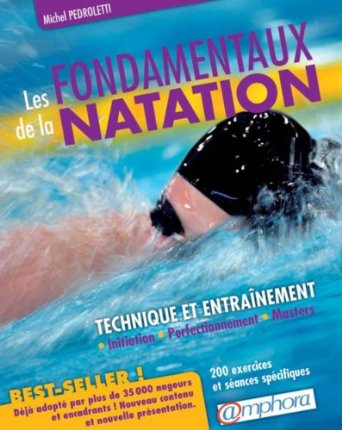 Michel PEDROLETTI
Les FONDAMENTAUX
de la NATATION
TECHNIQUE ET ENTRAÎNEMENT
• Initiation • Perfectionnement • Masters
BEST-SELLER !
Déjà adopté par plus de 35 000 nageurs
et encadrants ! Nouveau contenu
et nouvelle présentation.
200 exercices
et séances spécifiques
@mphora